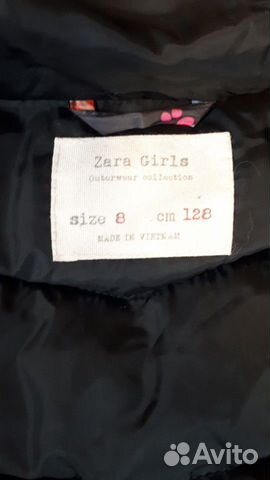 Zara Girls
Outerwear collection
size 8 cm 128
MADE IN VIETNAM
Avito